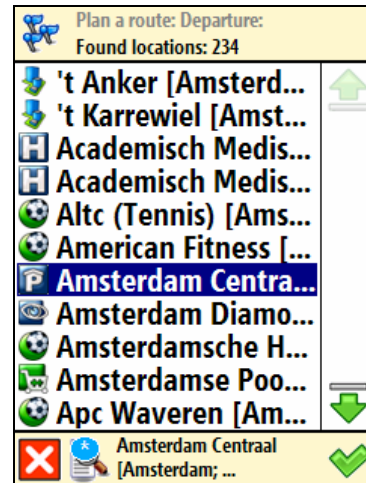 Plan a route: Departure:
Found locations: 234
't Anker [Amsterd...
't Karrewiel [Amst...
H Academisch Medis...
H Academisch Medis...
Altc (Tennis) [Ams...
American Fitness [...
P Amsterdam Centra...
Amsterdam Diamo...
Amsterdamsche H...
Amsterdamse Poo...
Apc Waveren [Am...
Amsterdam Centraal
[Amsterdam; ...